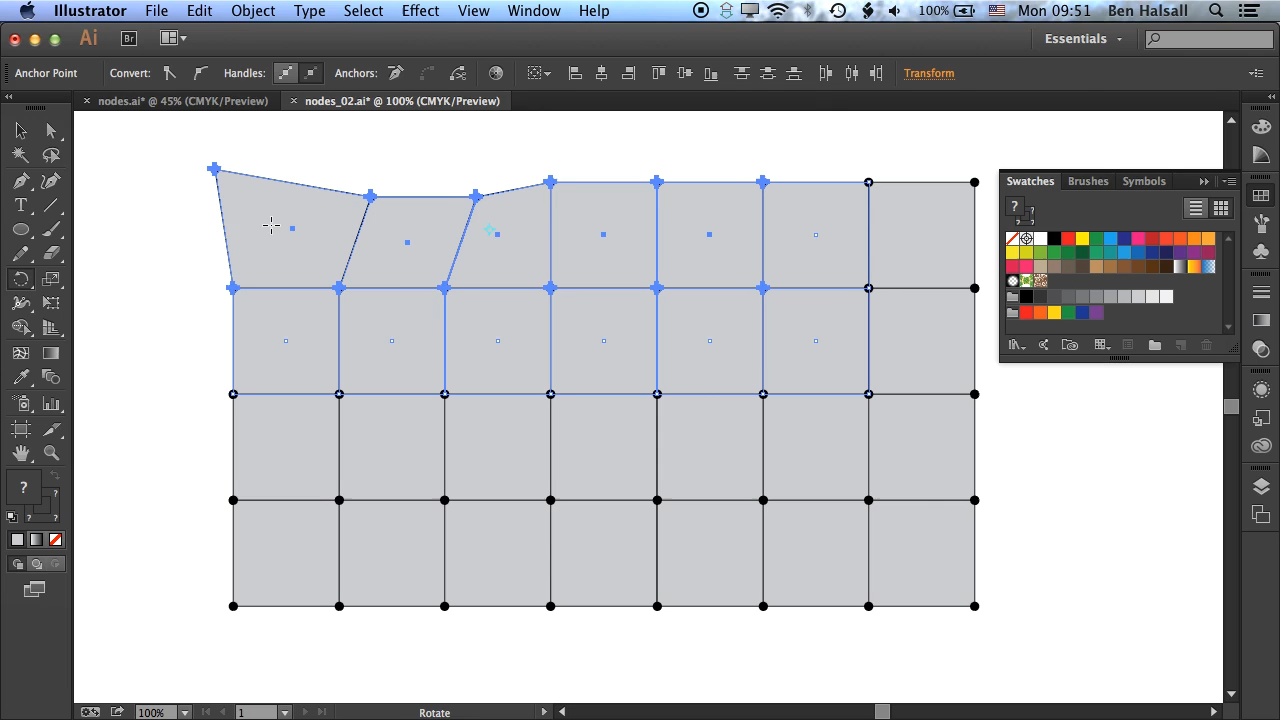 Illustrator File Edit Object Type Select Effect View Window Help 100% Mon 09:51 Ben Halsall
Ai Br Essentials
Anchor Point Convert: Handles: Anchors: Transform
nodes.ai* @ 45% (CMYK/Preview) nodes_02.ai* @ 100% (CMYK/Preview)
Swatches Brushes Symbols
?
?
T
?
?
? ?
100% 1 Rotate